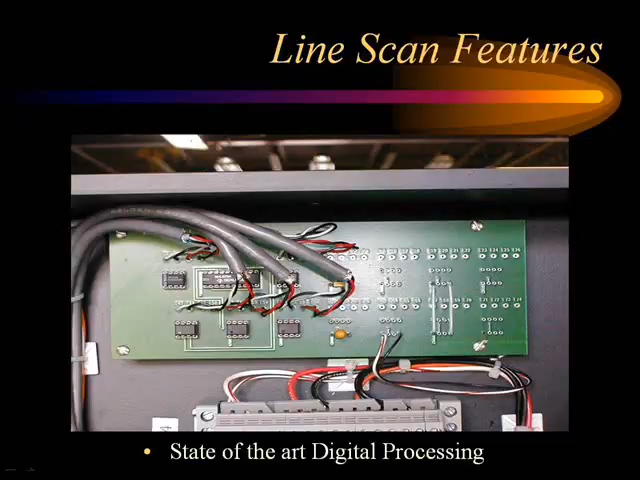 Line Scan Features
• State of the art Digital Processing